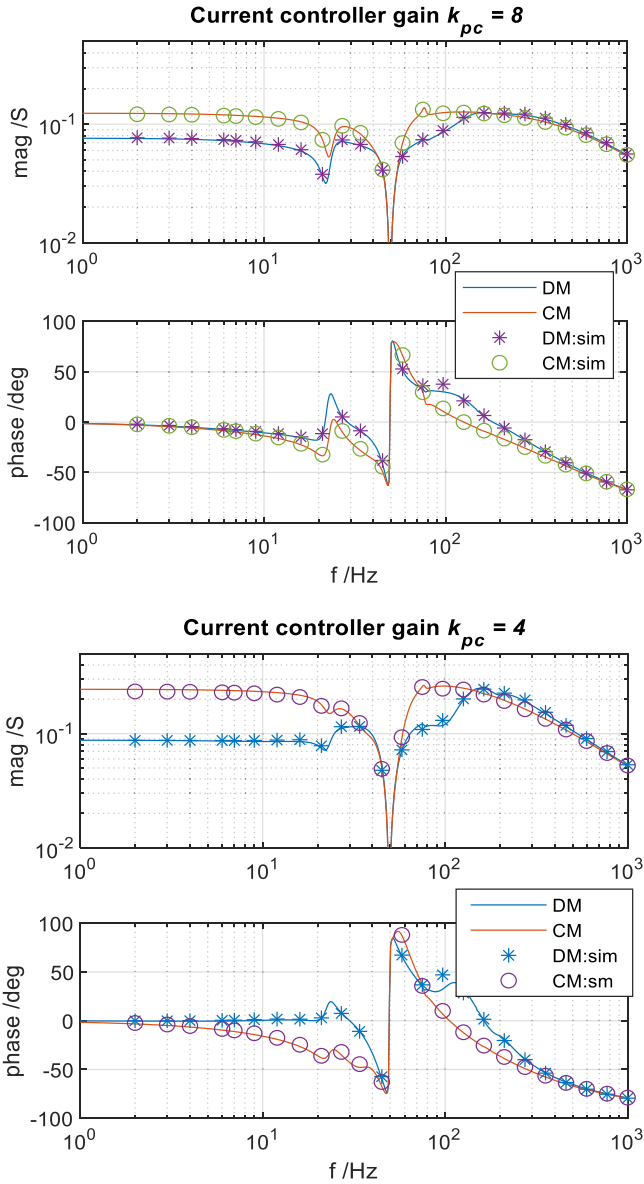 Current controller gain k_pc = 8
mag /S
10^-1
10^-2
10^0
10^1
10^2
10^3
DM
CM
DM:sim
CM:sim
phase /deg
100
50
0
-50
-100
10^0
10^1
10^2
10^3
f /Hz
Current controller gain k_pc = 4
mag /S
10^-1
10^-2
10^0
10^1
10^2
10^3
DM
CM
DM:sim
CM:sm
phase /deg
100
50
0
-50
-100
10^0
10^1
10^2
10^3
f /Hz